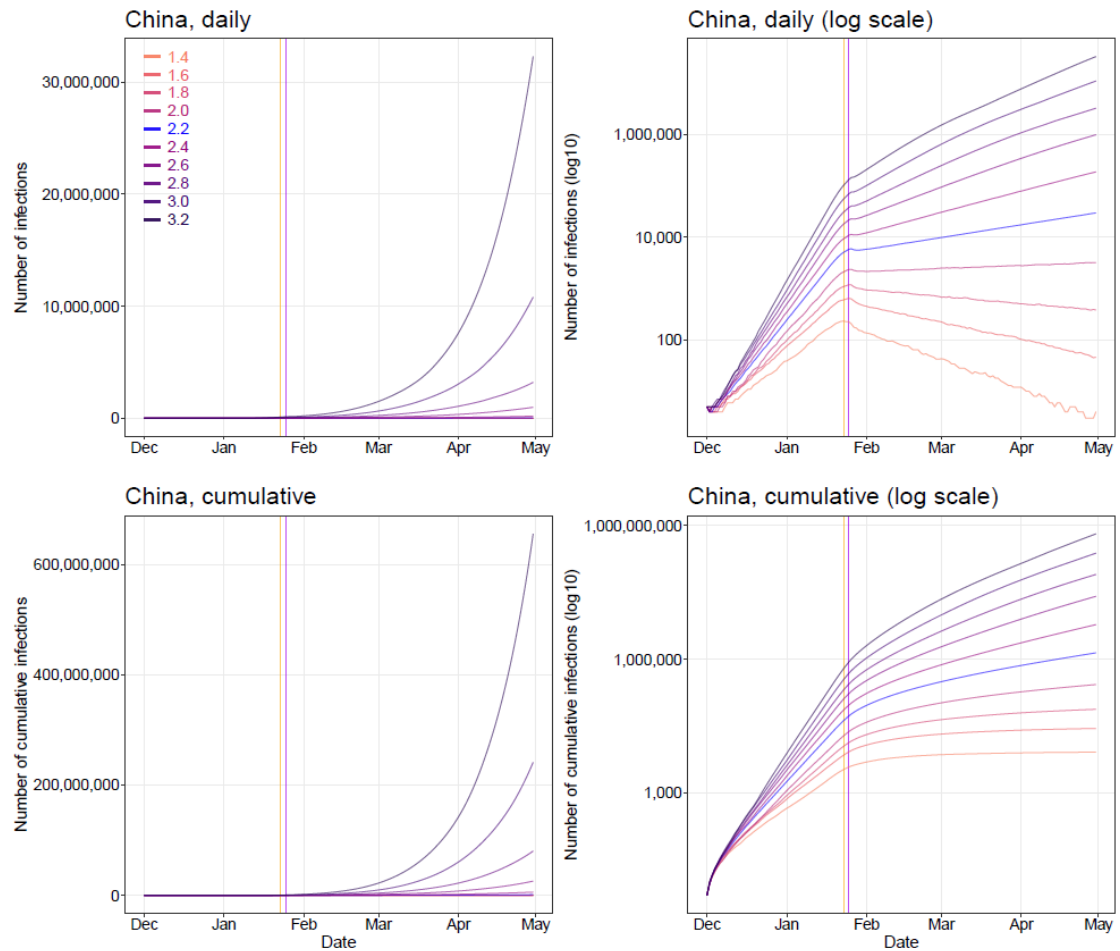 China, daily
Number of infections
30,000,000
20,000,000
10,000,000
0
1.4
1.6
1.8
2.0
2.2
2.4
2.6
2.8
3.0
3.2
Dec Jan Feb Mar Apr May
China, daily (log scale)
Number of infections (log10)
1,000,000
10,000
100
Dec Jan Feb Mar Apr May
China, cumulative
Number of cumulative infections
600,000,000
400,000,000
200,000,000
0
Dec Jan Feb Mar Apr May
Date
China, cumulative (log scale)
Number of cumulative infections (log10)
1,000,000,000
1,000,000
1,000
Dec Jan Feb Mar Apr May
Date